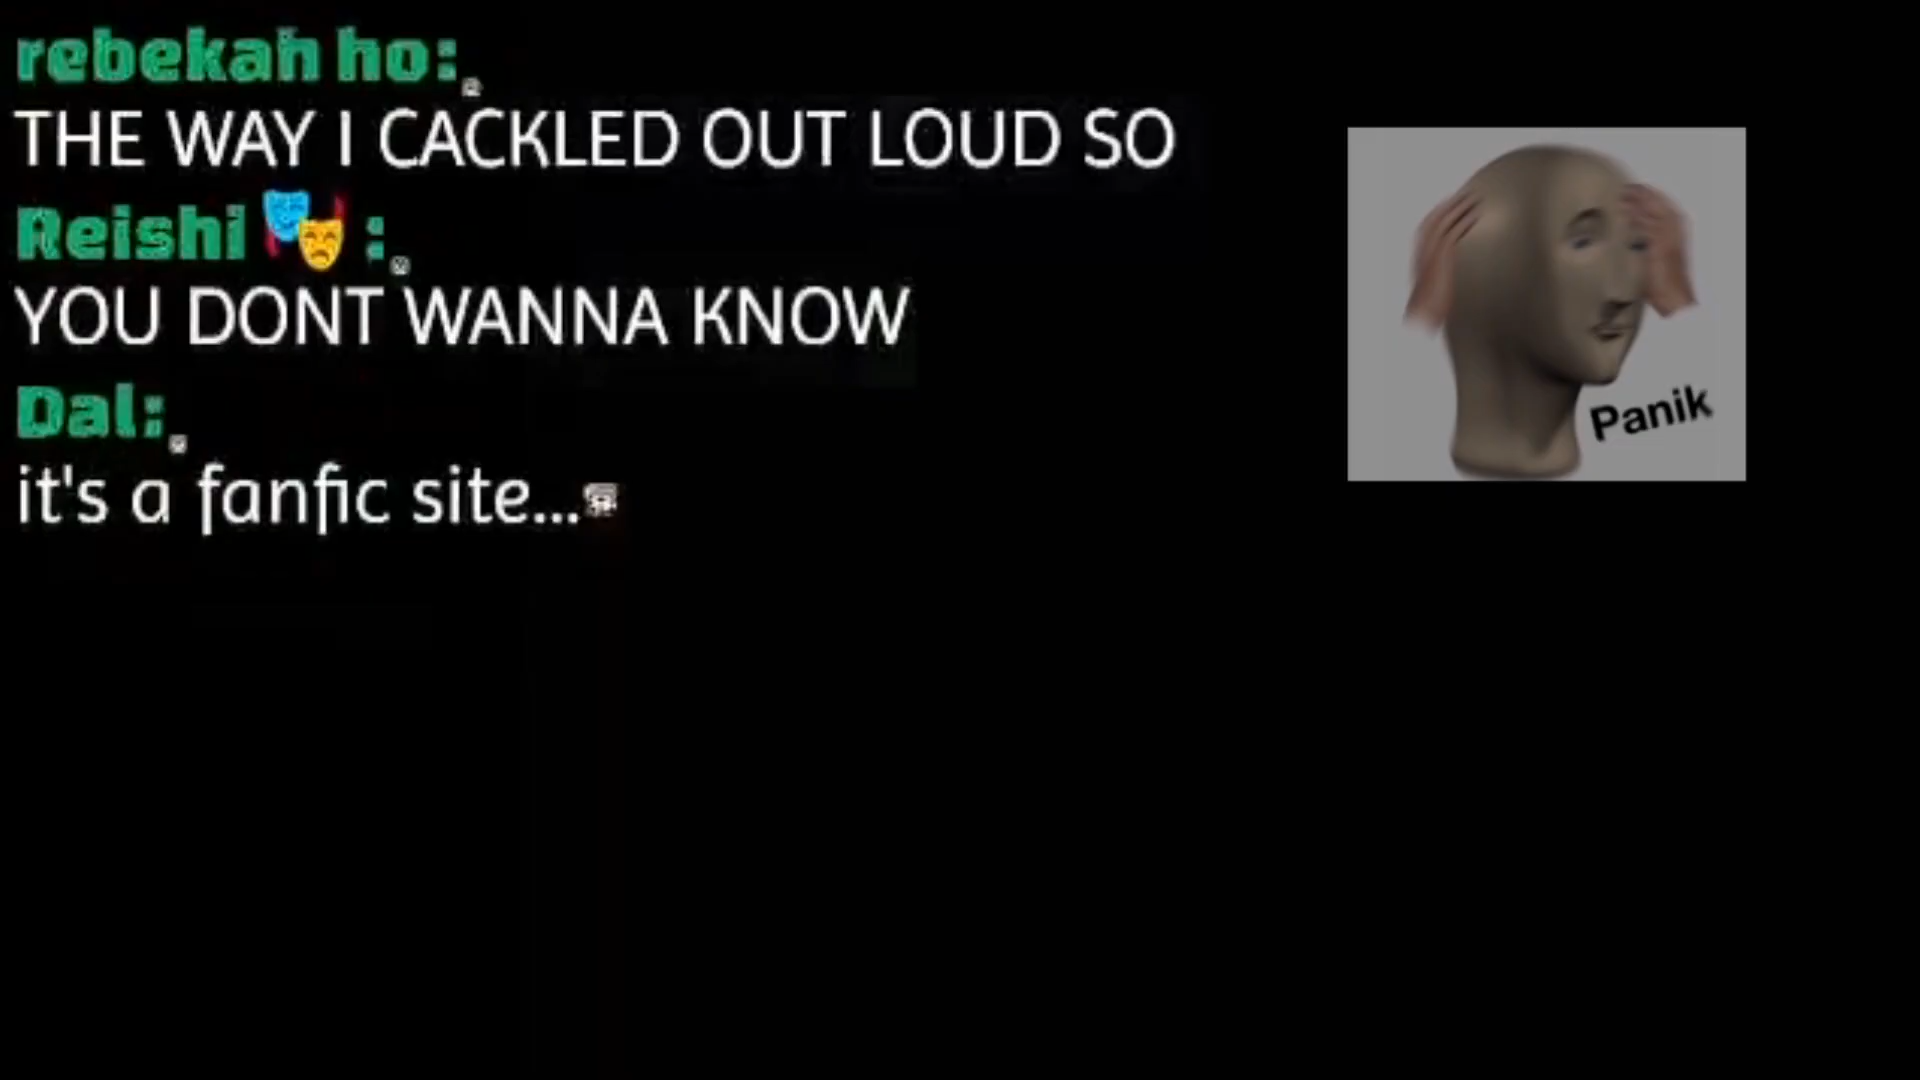 rebekah ho:
THE WAY I CACKLED OUT LOUD SO
Reishi 🎭 :
YOU DONT WANNA KNOW
Dal:
it's a fanfic site...
Panik